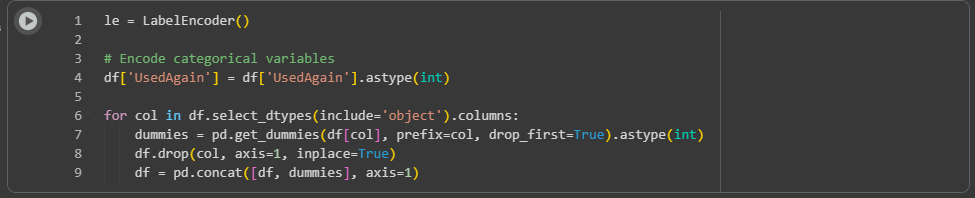 1 le = LabelEncoder()
2
3 # Encode categorical variables
4 df['UsedAgain'] = df['UsedAgain'].astype(int)
5
6 for col in df.select_dtypes(include='object').columns:
7     dummies = pd.get_dummies(df[col], prefix=col, drop_first=True).astype(int)
8     df.drop(col, axis=1, inplace=True)
9     df = pd.concat([df, dummies], axis=1)